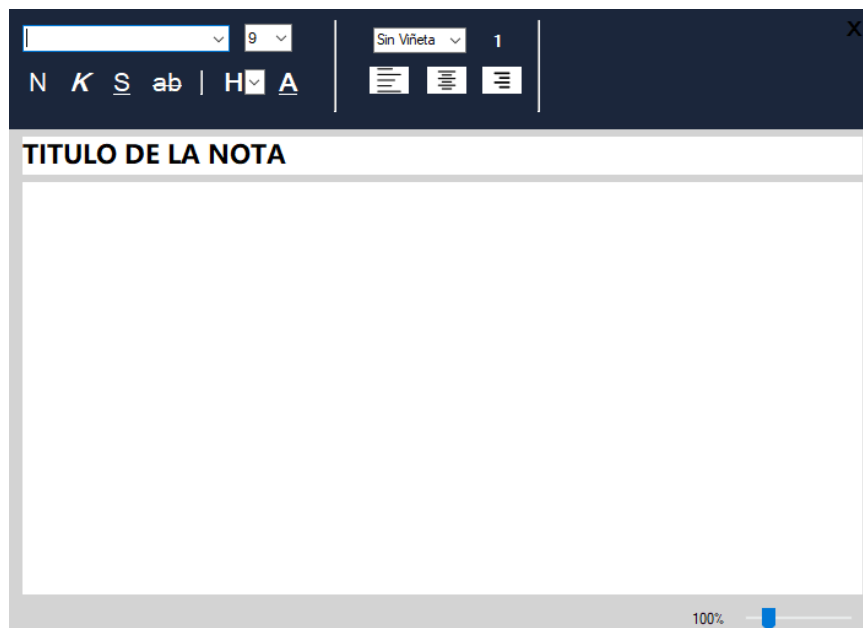 9 Sin Viñeta 1 X
N K S ab | H A
TITULO DE LA NOTA
100%